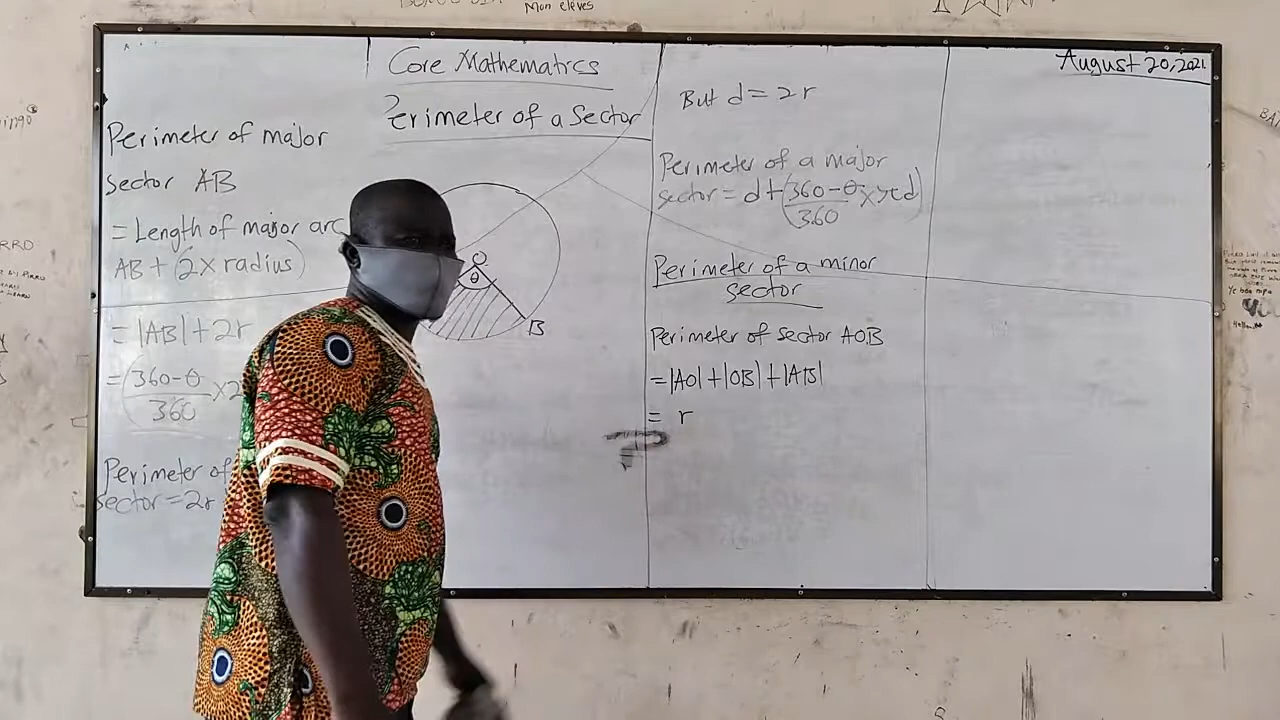 Mon eleves
Core Mathematics
Perimeter of a Sector
August 20, 2021
Perimeter of major
sector AB
= Length of major arc
AB + (2 x radius)
= |AB| + 2r
= (360-θ/360 x 2
Perimeter of
sector = 2r
O
θ
B
But d = 2r
Perimeter of a major
sector = d + (360-θ/360 x πd)
Perimeter of a minor
sector
Perimeter of sector AOB
= |AO| + |OB| + |AB|
= r